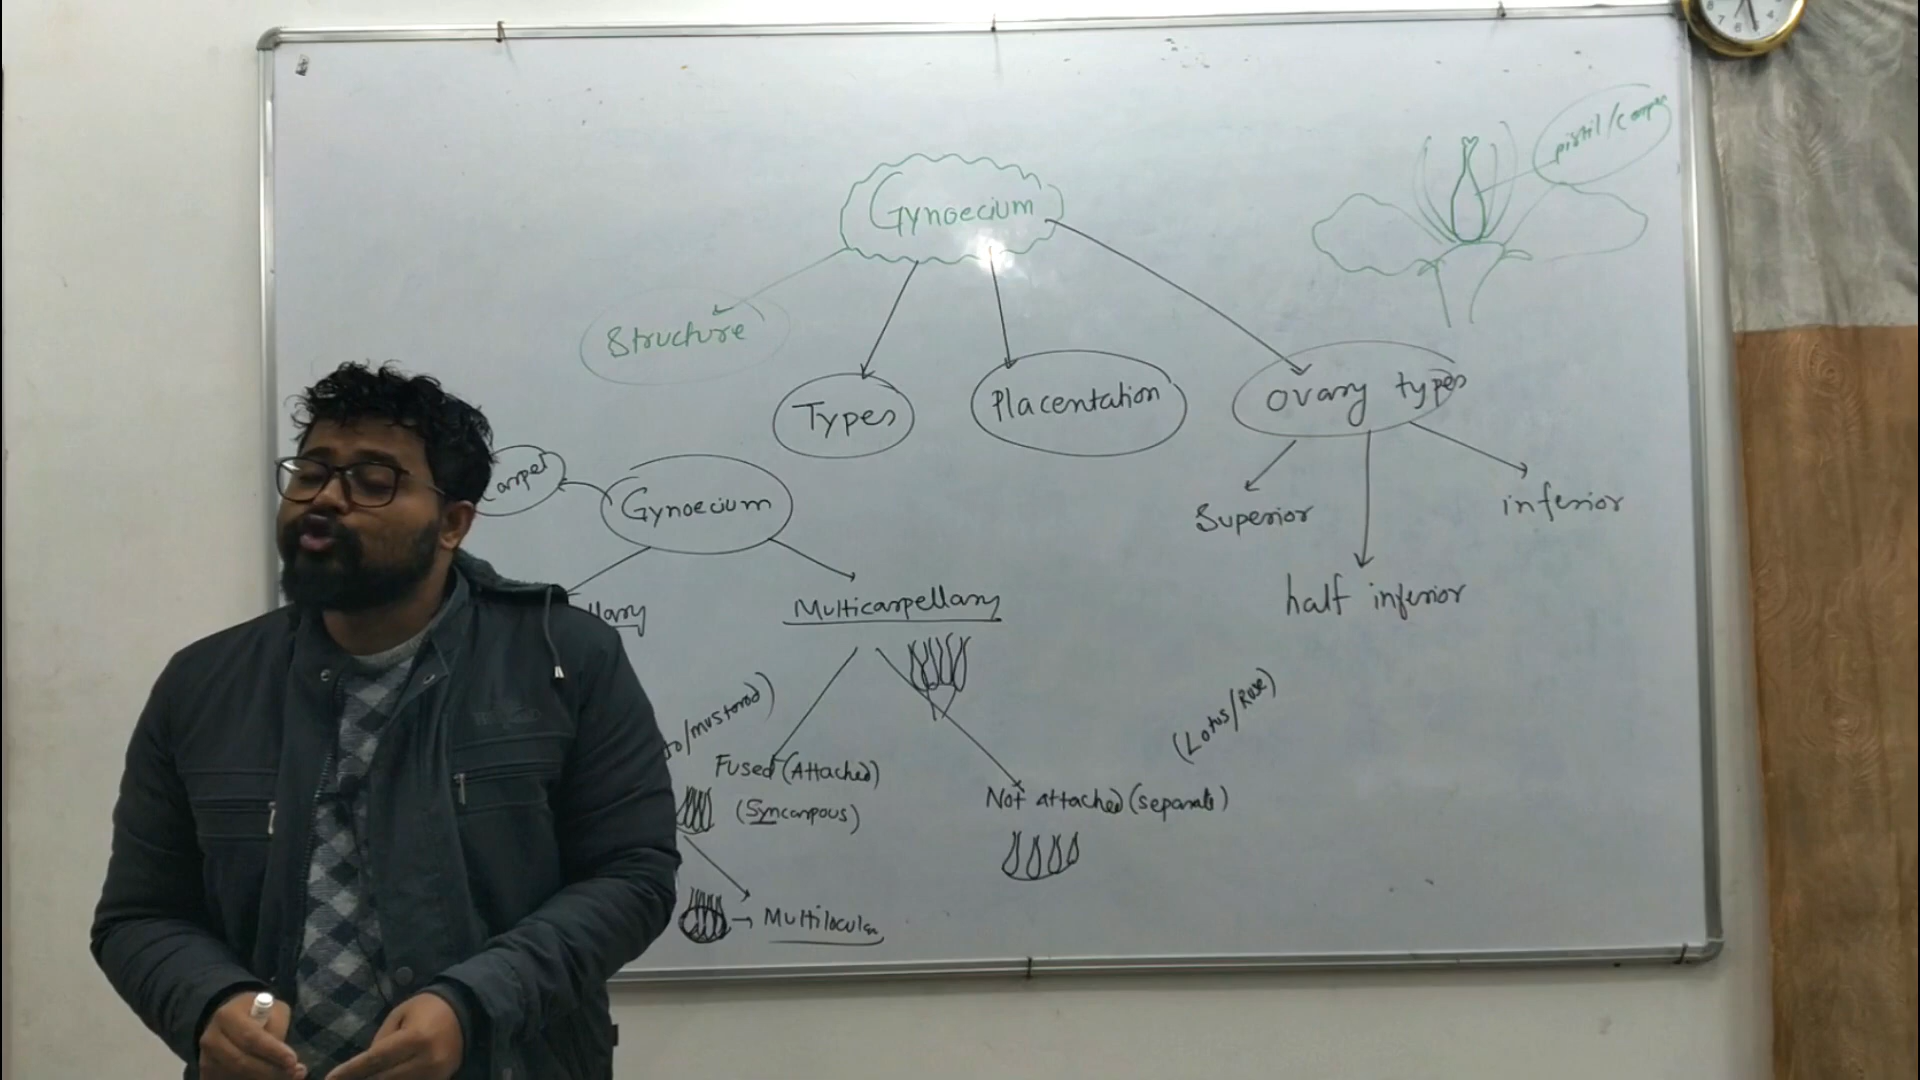 pistil/
Gynoecium
Structure
Types
Placentation
Ovary types
Gynoecium
Superior
inferior
half inferior
Multicarpellary
(Lotus/Rose)
Fused (Attached)
(Syncarpous)
Not attached (separate)
→ Multilocular